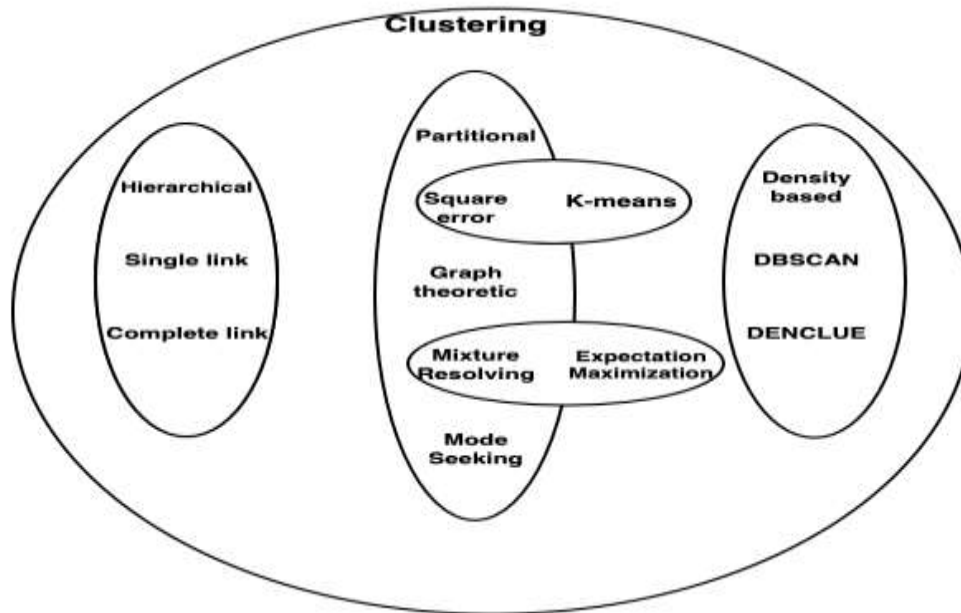 Clustering
Hierarchical
Single link
Complete link
Partitional
Square
error
K-means
Graph
theoretic
Mixture
Resolving
Expectation
Maximization
Mode
Seeking
Density
based
DBSCAN
DENCLUE